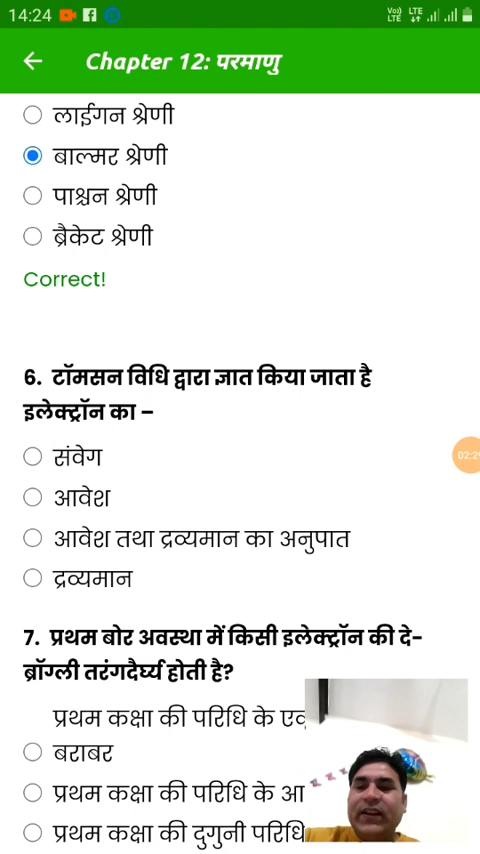 14:24
Chapter 12: परमाणु
लाईगन श्रेणी
बाल्मर श्रेणी
पाश्चन श्रेणी
ब्रैकेट श्रेणी
Correct!
6. टॉमसन विधि द्वारा ज्ञात किया जाता है
इलेक्ट्रॉन का –
संवेग
आवेश
आवेश तथा द्रव्यमान का अनुपात
द्रव्यमान
7. प्रथम बोर अवस्था में किसी इलेक्ट्रॉन की दे-
ब्रॉग्ली तरंगदैर्घ्य होती है?
प्रथम कक्षा की परिधि के
बराबर
प्रथम कक्षा की परिधि के
प्रथम कक्षा की दुगुनी परिधि